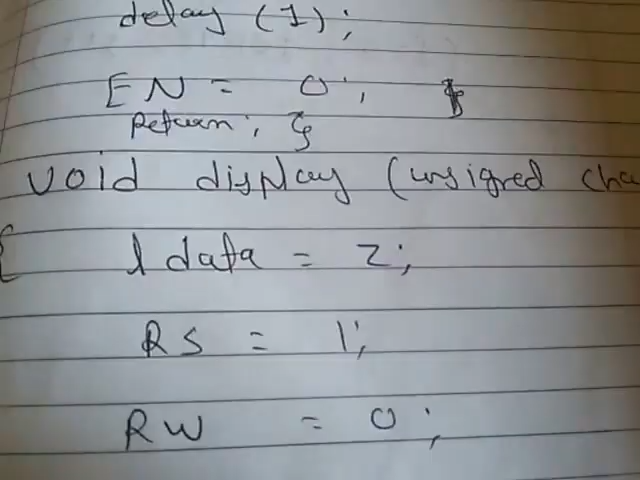 delay (1);
EN = 0;
Return; }
void display (unsigned cha
{ ldata = z;
RS = 1;
RW = 0;